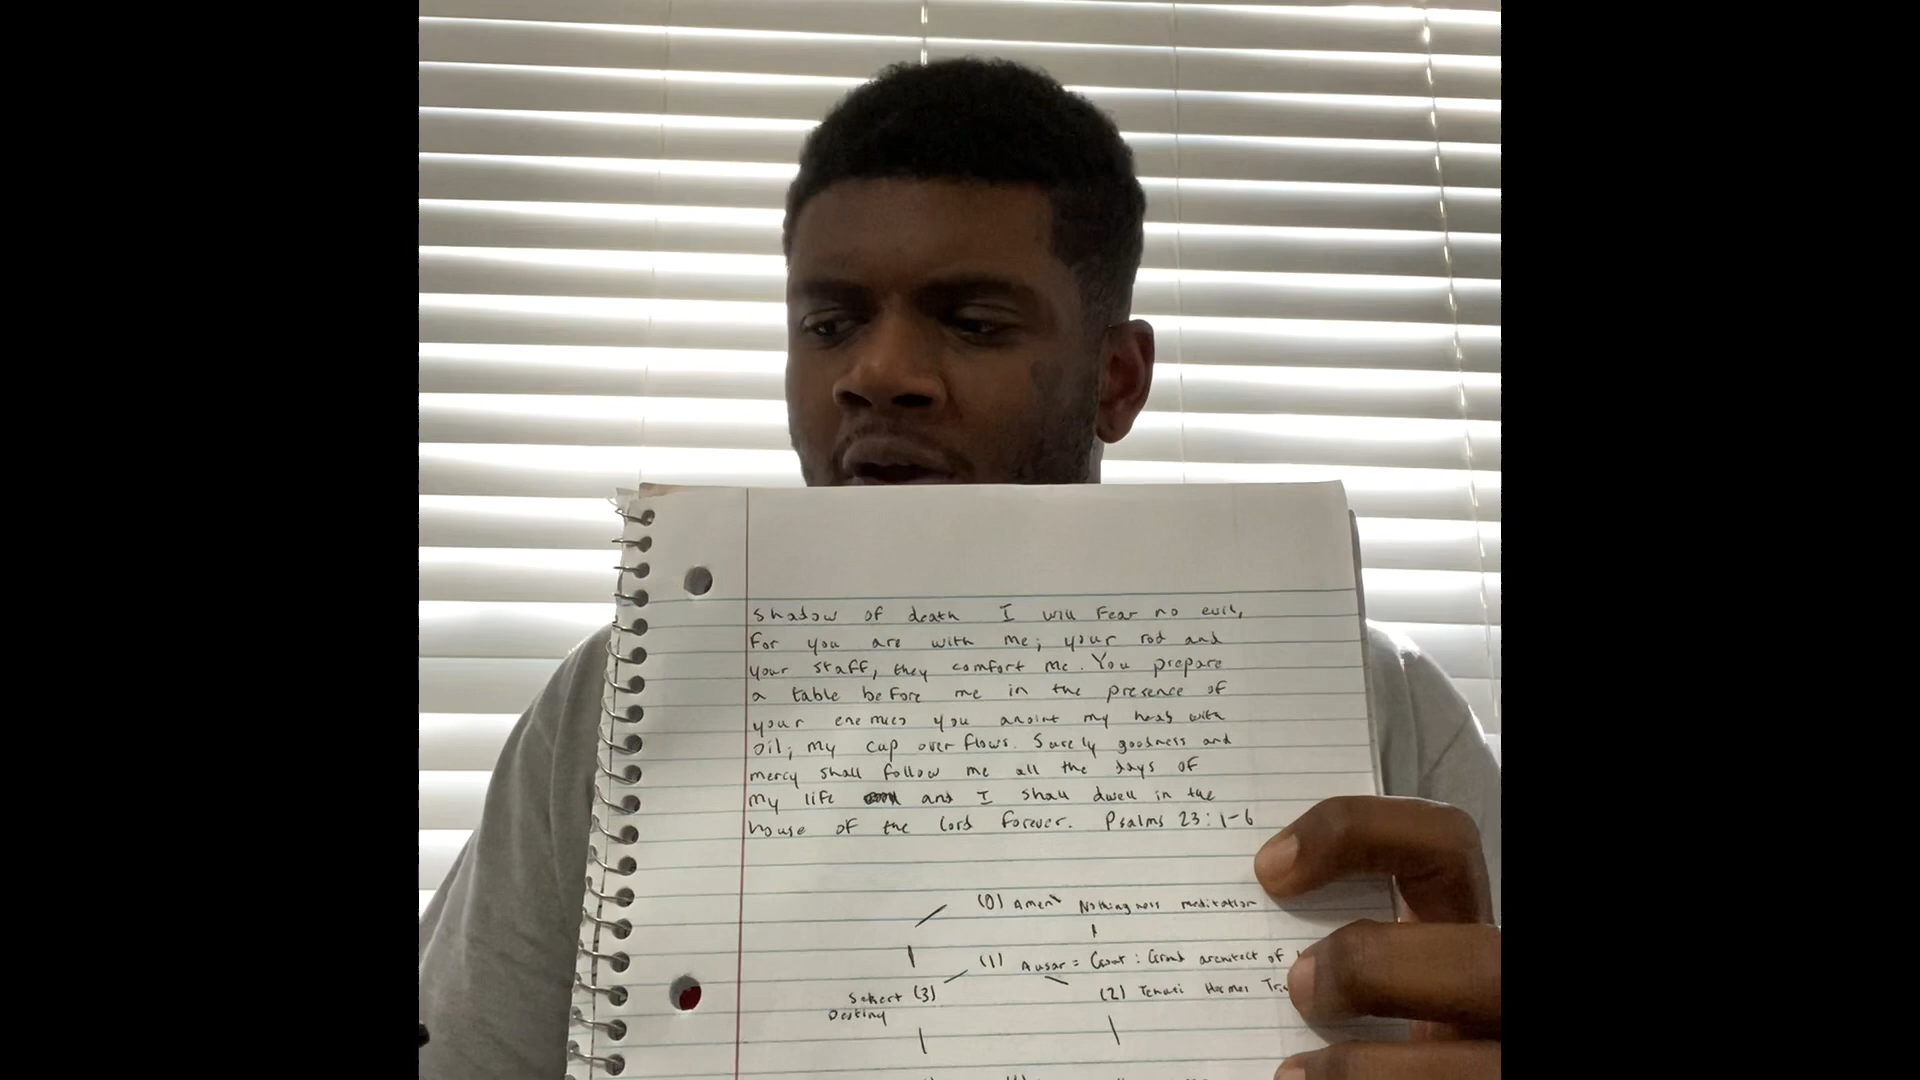 shadow of death I will Fear no evil,
For you are with me; your rod and
your staff, they comfort me. You prepare
a table before me in the presence of
your enemies you anoint my head with
oil; my cup over flows. Surely goodness and
mercy shall follow me all the days of
my life and I shall dwell in the
house of the lord forever. Psalms 23:1-6
(0) Amen Nothingness meditation
(1) Ausar = Grand architect of
Sekert (3)
(2) Tehuti Hermes
Destiny